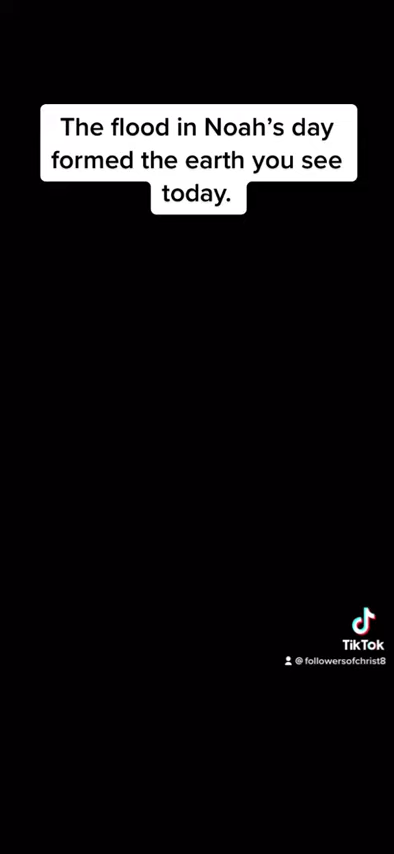 The flood in Noah’s day
formed the earth you see
today.
TikTok
@followersofchrist8